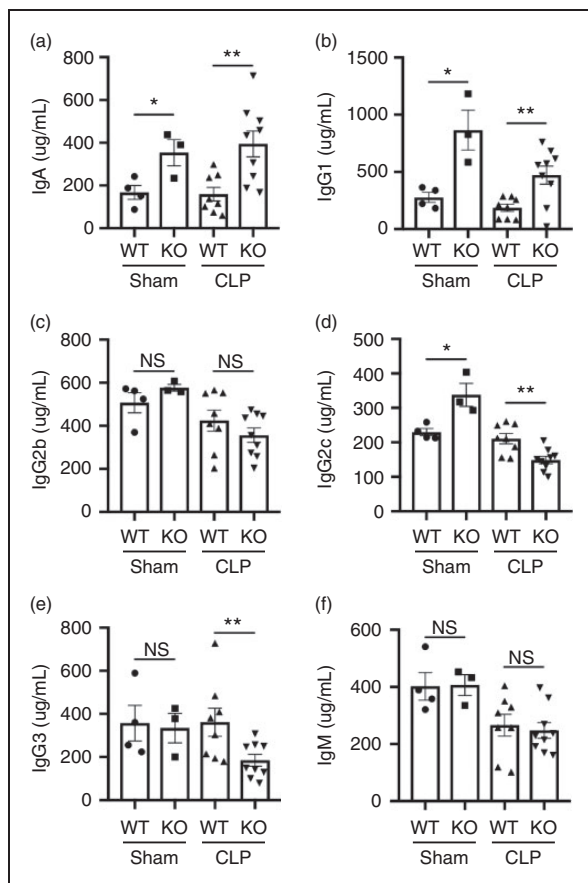 (a)
IgA (ug/mL)
800
600
400
200
0
*
**
WT KO WT KO
Sham CLP
(b)
IgG1 (ug/mL)
1500
1000
500
0
*
**
WT KO WT KO
Sham CLP
(c)
IgG2b (ug/mL)
800
600
400
200
0
NS NS
WT KO WT KO
Sham CLP
(d)
IgG2c (ug/mL)
500
400
300
200
100
0
*
**
WT KO WT KO
Sham CLP
(e)
IgG3 (ug/mL)
800
600
400
200
0
NS **
WT KO WT KO
Sham CLP
(f)
IgM (ug/mL)
800
600
400
200
0
NS
NS
WT KO WT KO
Sham CLP